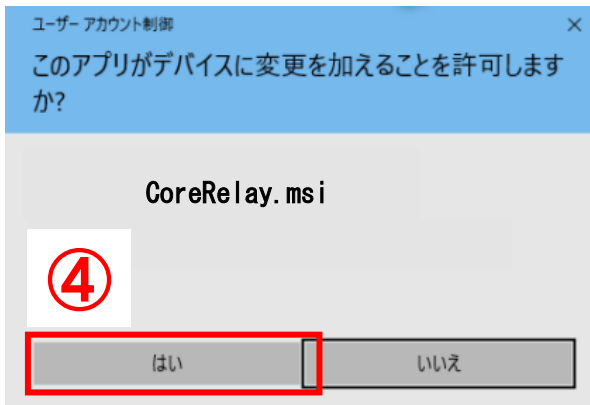 ユーザー アカウント制御
×
このアプリがデバイスに変更を加えることを許可します
か?
CoreRelay.msi
④
はい
いいえ